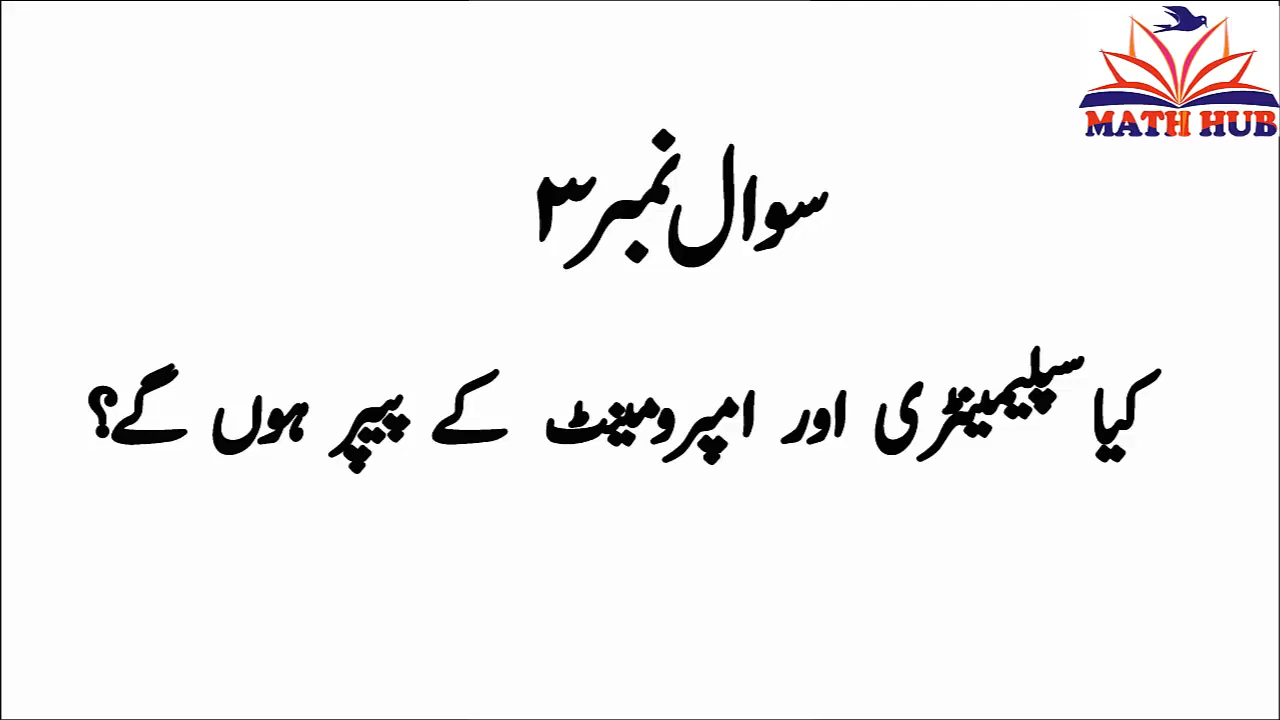 MATH HUB
سوال نمبر ۳
کیا سپلیمینٹری اور امپرومینٹ کے پیپر ہوں گے؟